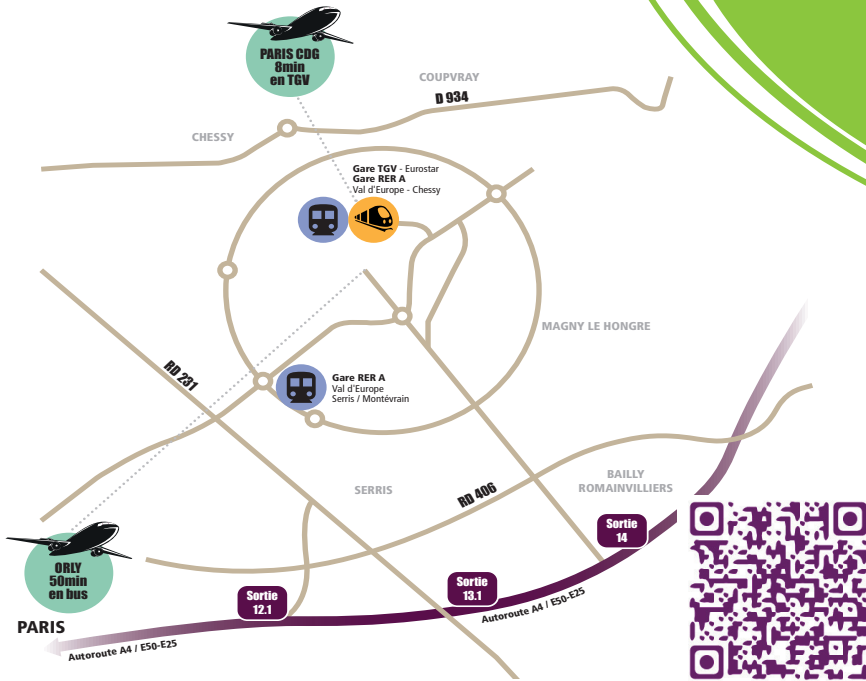 PARIS CDG
8min
en TGV
COUPVRAY
D 934
CHESSY
Gare TGV - Eurostar
Gare RER A
Val d'Europe - Chessy
MAGNY LE HONGRE
RD 231
Gare RER A
Val d'Europe
Serris / Montévrain
BAILLY
ROMAINVILLIERS
SERRIS
RD 406
Sortie
14
ORLY
50min
en bus
Sortie
12.1
Sortie
13.1
Autoroute A4 / E50-E25
PARIS
Autoroute A4 / E50-E25